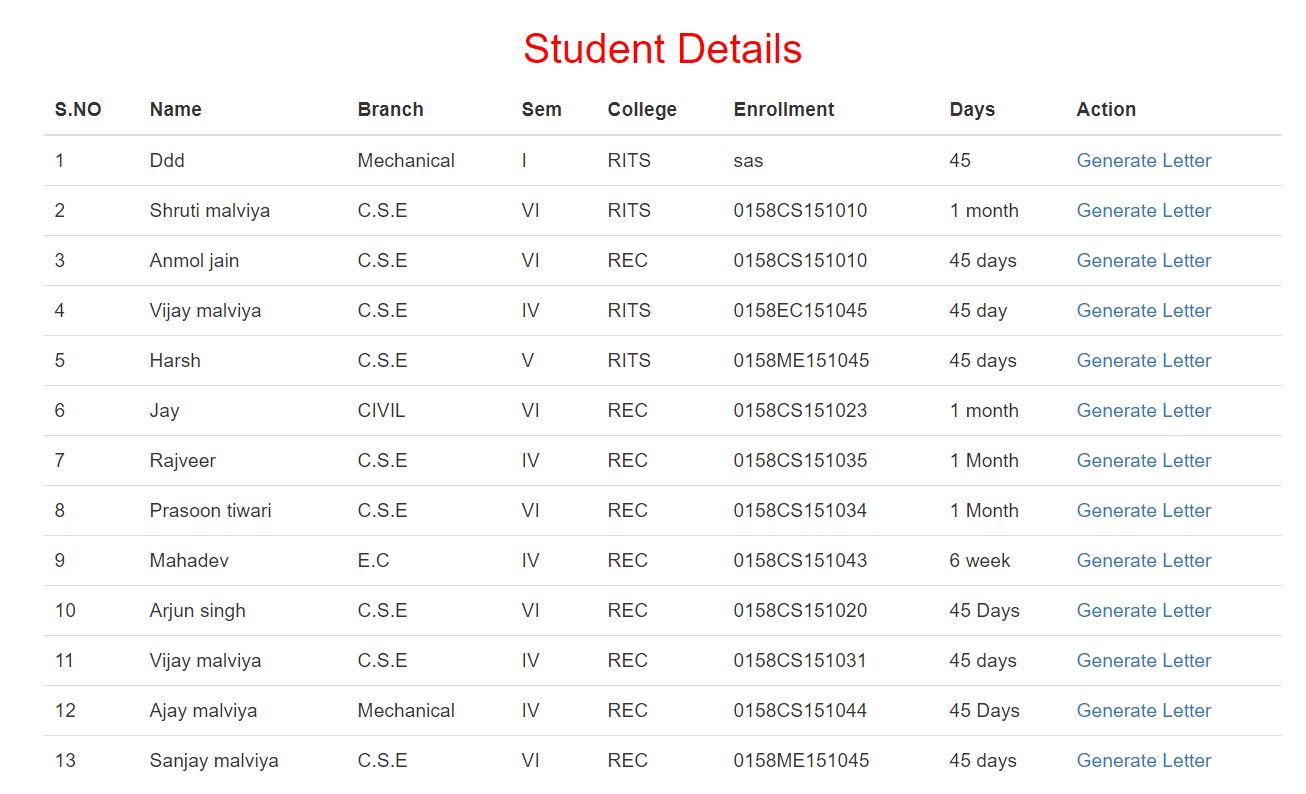 Student Details
S.NO Name Branch Sem College Enrollment Days Action
1 Ddd Mechanical I RITS sas 45 Generate Letter
2 Shruti malviya C.S.E VI RITS 0158CS151010 1 month Generate Letter
3 Anmol jain C.S.E VI REC 0158CS151010 45 days Generate Letter
4 Vijay malviya C.S.E IV RITS 0158EC151045 45 day Generate Letter
5 Harsh C.S.E V RITS 0158ME151045 45 days Generate Letter
6 Jay CIVIL VI REC 0158CS151023 1 month Generate Letter
7 Rajveer C.S.E IV REC 0158CS151035 1 Month Generate Letter
8 Prasoon tiwari C.S.E VI REC 0158CS151034 1 Month Generate Letter
9 Mahadev E.C IV REC 0158CS151043 6 week Generate Letter
10 Arjun singh C.S.E VI REC 0158CS151020 45 Days Generate Letter
11 Vijay malviya C.S.E IV REC 0158CS151031 45 days Generate Letter
12 Ajay malviya Mechanical IV REC 0158CS151044 45 Days Generate Letter
13 Sanjay malviya C.S.E VI REC 0158ME151045 45 days Generate Letter